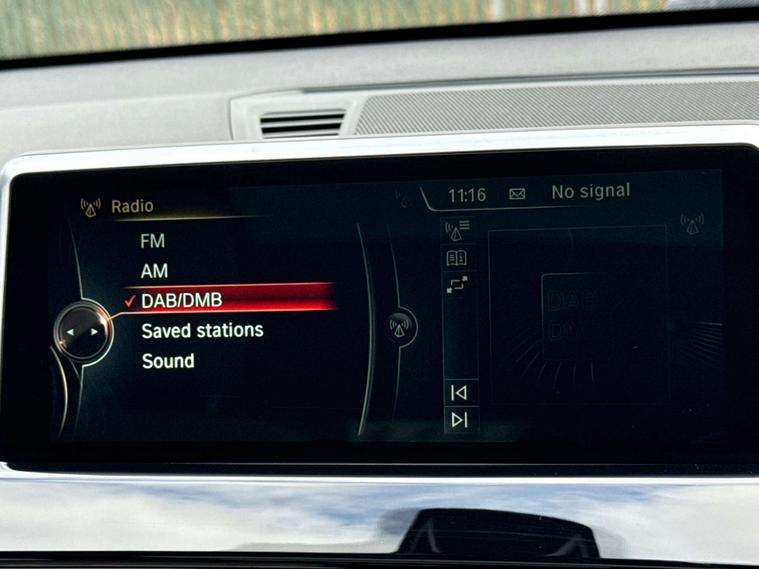 Radio
11:16 No signal
FM
AM
DAB/DMB
Saved stations
Sound